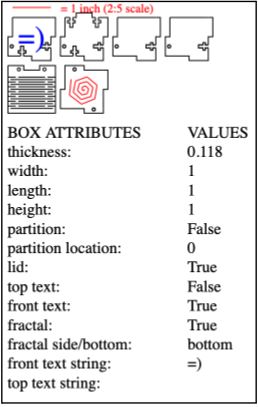 = 1 inch (2:5 scale)
=)
BOX ATTRIBUTES VALUES
thickness: 0.118
width: 1
length: 1
height: 1
partition: False
partition location: 0
lid: True
top text: False
front text: True
fractal: True
fractal side/bottom: bottom
front text string: =)
top text string: